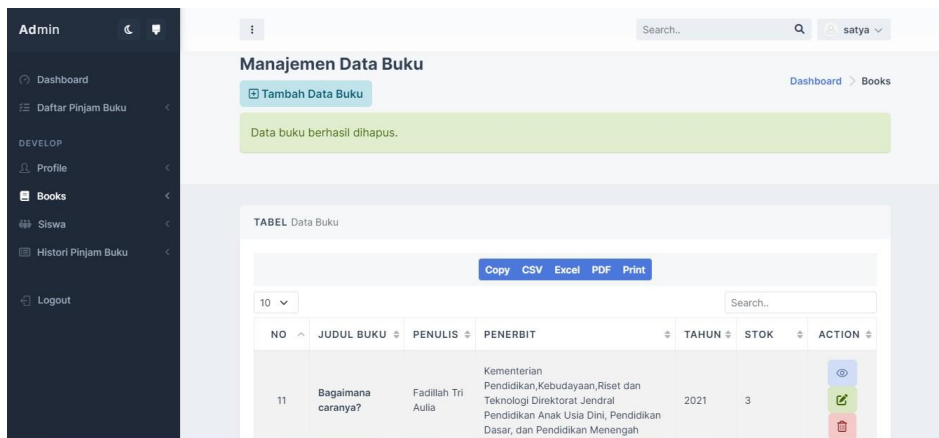 Admin
Dashboard
Daftar Pinjam Buku
DEVELOP
Profile
Books
Siswa
Histori Pinjam Buku
Logout
Search..
satya
Manajemen Data Buku
Tambah Data Buku
Dashboard > Books
Data buku berhasil dihapus.
TABEL Data Buku
Copy CSV Excel PDF Print
10
Search..
NO JUDUL BUKU PENULIS PENERBIT TAHUN STOK ACTION
11
Bagaimana
caranya?
Fadillah Tri
Aulia
Kementerian
Pendidikan,Kebudayaan,Riset dan
Teknologi Direktorat Jendral
Pendidikan Anak Usia Dini, Pendidikan
Dasar, dan Pendidikan Menengah
2021
3